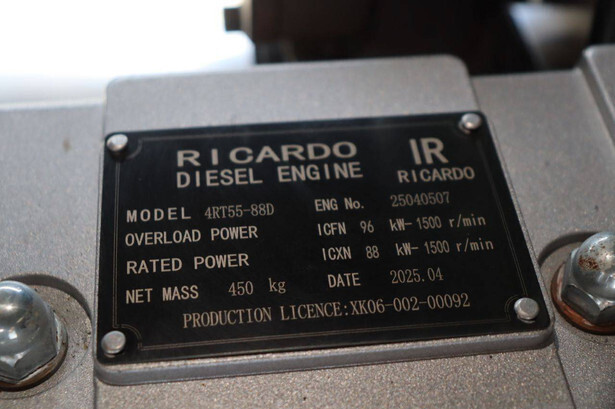 RICARDO IR
DIESEL ENGINE RICARDO
MODEL 4RT55-88D ENG No. 25040507
OVERLOAD POWER ICFN 96 kW- 1500 r/min
RATED POWER ICXN 88 kW- 1500 r/min
NET MASS 450 kg DATE 2025.04
PRODUCTION LICENCE:XK06-002-00092